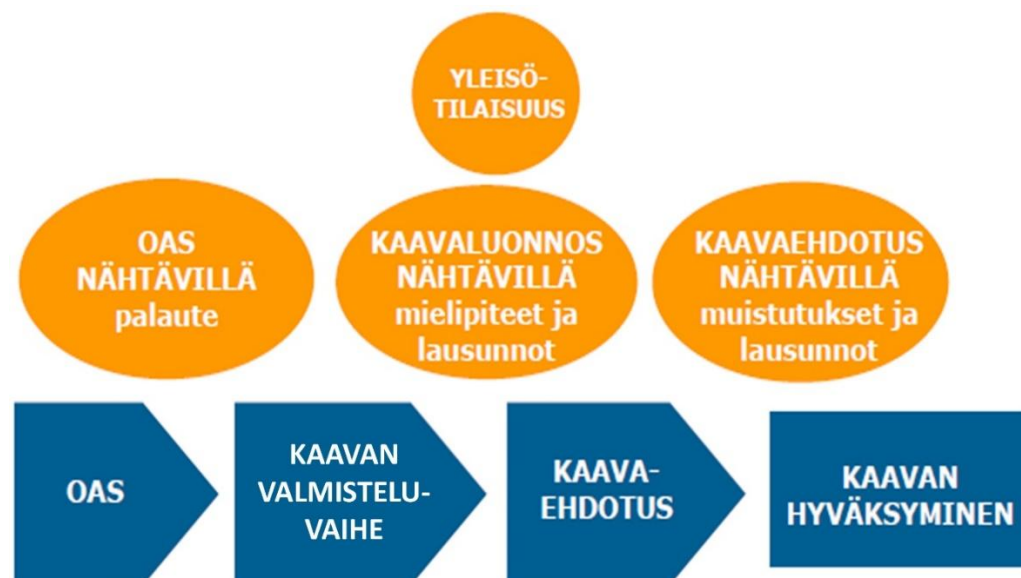 YLEISÖ-
TILAISUUS
OAS
NÄHTÄVILLÄ
palaute
KAAVALUONNOS
NÄHTÄVILLÄ
mielipiteet ja
lausunnot
KAAVAEHDOTUS
NÄHTÄVILLÄ
muistutukset ja
lausunnot
OAS
KAAVAN
VALMISTELU-
VAIHE
KAAVA-
EHDOTUS
KAAVAN
HYVÄKSYMINEN